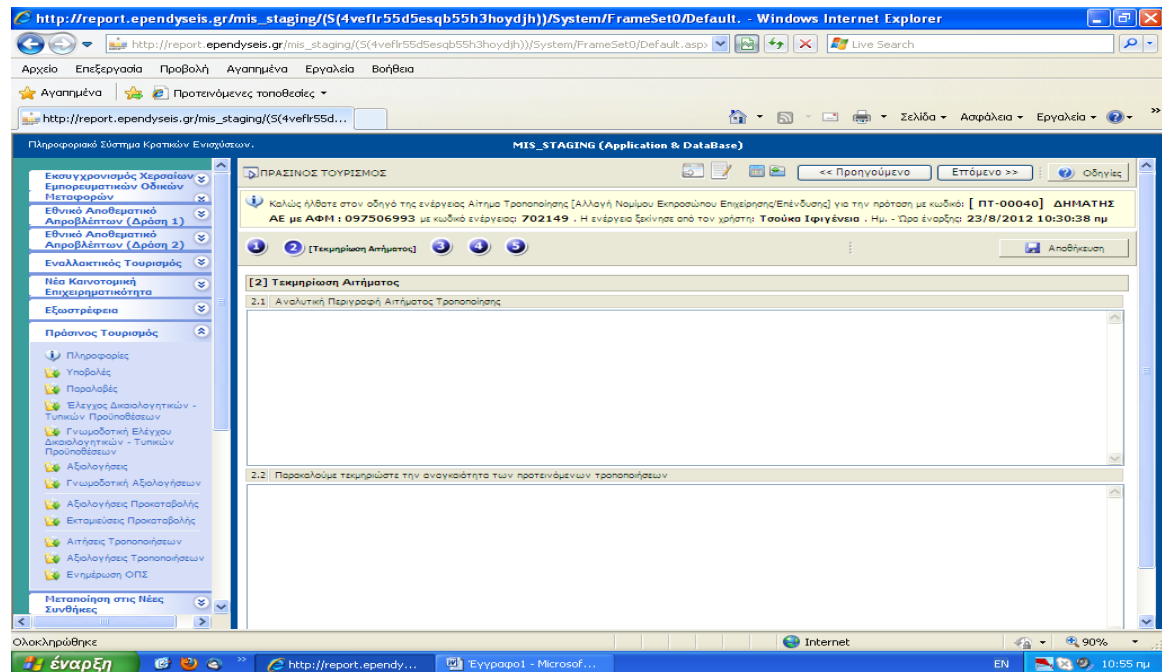 http://report.ependyseis.gr/mis_staging/(S(4veflr55d5esqb55h3hoydjh))/System/FrameSet0/Default. - Windows Internet Explorer
http://report.ependyseis.gr/mis_staging/(S(4veflr55d5esqb55h3hoydjh))/System/FrameSet0/Default.asp
Live Search
Αρχείο Επεξεργασία Προβολή Αγαπημένα Εργαλεία Βοήθεια
Αγαπημένα Προτεινόμενες τοποθεσίες
http://report.ependyseis.gr/mis_staging/(S(4veflr55d...
Σελίδα Ασφάλεια Εργαλεία
Πληροφοριακό Σύστημα Κρατικών Ενισχύσεων.
MIS_STAGING (Application & DataBase)
Εκσυγχρονισμός Χερσαίων
Εμπορευματικών Οδικών
Μεταφορών
Εθνικό Αποθεματικό
Απροβλέπτων (Δράση 1)
Εθνικό Αποθεματικό
Απροβλέπτων (Δράση 2)
Εναλλακτικός Τουρισμός
Νέα Καινοτομική
Επιχειρηματικότητα
Εξωστρέφεια
Πράσινος Τουρισμός
Πληροφορίες
Υποβολές
Παραλαβές
Έλεγχος Δικαιολογητικών -
Τυπικών Προϋποθέσεων
Γνωμοδοτική Ελέγχου
Δικαιολογητικών - Τυπικών
Προϋποθέσεων
Αξιολογήσεις
Γνωμοδοτική Αξιολογήσεων
Αξιολογήσεις Προκαταβολής
Εκταμιεύσεις Προκαταβολής
Αιτήσεις Τροποποιήσεων
Αξιολογήσεις Τροποποιήσεων
Ενημέρωση ΟΠΣ
Μεταποίηση στις Νέες
Συνθήκες
ΠΡΑΣΙΝΟΣ ΤΟΥΡΙΣΜΟΣ
<< Προηγούμενο Επόμενο >> Οδηγίες
Καλώς ήλθατε στον οδηγό της ενέργειας Αίτημα Τροποποίησης [Αλλαγή Νομίμου Εκπροσώπου Επιχείρησης/Επένδυσης] για την πρόταση με κωδικό: [ ΠΤ-00040] ΔΗΜΑΤΗΣ
ΑΕ με ΑΦΜ : 097506993 με κωδικό ενέργειας: 702149 . Η ενέργεια ξεκίνησε από τον χρήστη: Τσούκα Ιφιγένεια . Ημ. - Ώρα έναρξης: 23/8/2012 10:30:38 πμ
1 2 [Τεκμηρίωση Αιτήματος] 3 4 5
Αποθήκευση
[2] Τεκμηρίωση Αιτήματος
2.1 Αναλυτική Περιγραφή Αιτήματος Τροποποίησης
2.2 Παρακαλούμε τεκμηριώστε την αναγκαιότητα των προτεινόμενων τροποποιήσεων
Ολοκληρώθηκε
Internet
90%
έναρξη
http://report.ependy...
Έγγραφο1 - Microsof...
EN
10:55 πμ